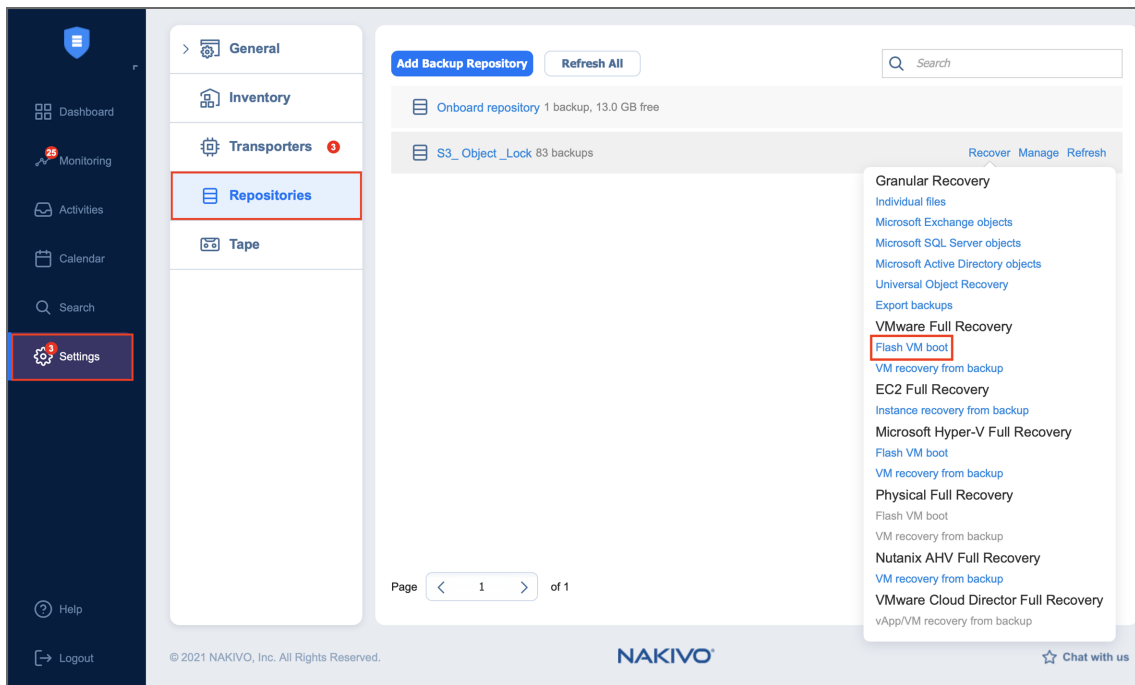 Dashboard
25
Monitoring
Activities
Calendar
Search
3
Settings
Help
Logout
General
Inventory
Transporters 3
Repositories
Tape
Add Backup Repository Refresh All Search
Onboard repository 1 backup, 13.0 GB free
S3_ Object _Lock 83 backups Recover Manage Refresh
Granular Recovery
Individual files
Microsoft Exchange objects
Microsoft SQL Server objects
Microsoft Active Directory objects
Universal Object Recovery
Export backups
VMware Full Recovery
Flash VM boot
VM recovery from backup
EC2 Full Recovery
Instance recovery from backup
Microsoft Hyper-V Full Recovery
Flash VM boot
VM recovery from backup
Physical Full Recovery
Flash VM boot
VM recovery from backup
Nutanix AHV Full Recovery
VM recovery from backup
VMware Cloud Director Full Recovery
vApp/VM recovery from backup
Page 1 of 1
© 2021 NAKIVO, Inc. All Rights Reserved. NAKIVO® Chat with us